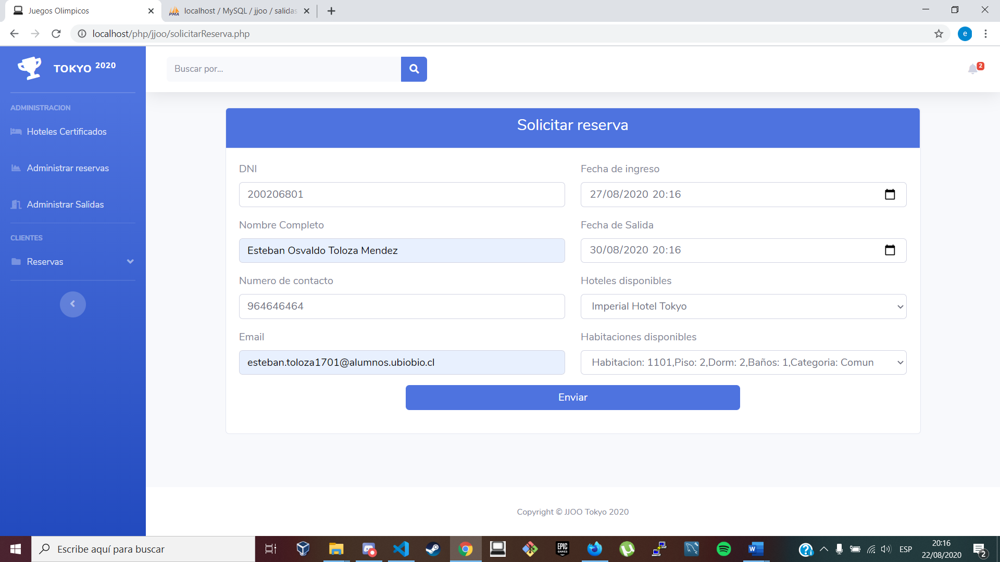 Juegos Olimpicos
localhost / MySQL / jjoo / salidas
localhost/php/jjoo/solicitarReserva.php
e
TOKYO 2020
Buscar por...
2
ADMINISTRACION
Hoteles Certificados
Administrar reservas
Administrar Salidas
CLIENTES
Reservas
Solicitar reserva
DNI
200206801
Fecha de ingreso
27/08/2020 20:16
Nombre Completo
Esteban Osvaldo Toloza Mendez
Fecha de Salida
30/08/2020 20:16
Numero de contacto
964646464
Hoteles disponibles
Imperial Hotel Tokyo
Email
esteban.toloza1701@alumnos.ubiobio.cl
Habitaciones disponibles
Habitacion: 1101,Piso: 2,Dorm: 2,Baños: 1,Categoria: Comun
Enviar
Copyright © JJOO Tokyo 2020
Escribe aquí para buscar
EPIC
GAMES
ESP
20:16
22/08/2020
2